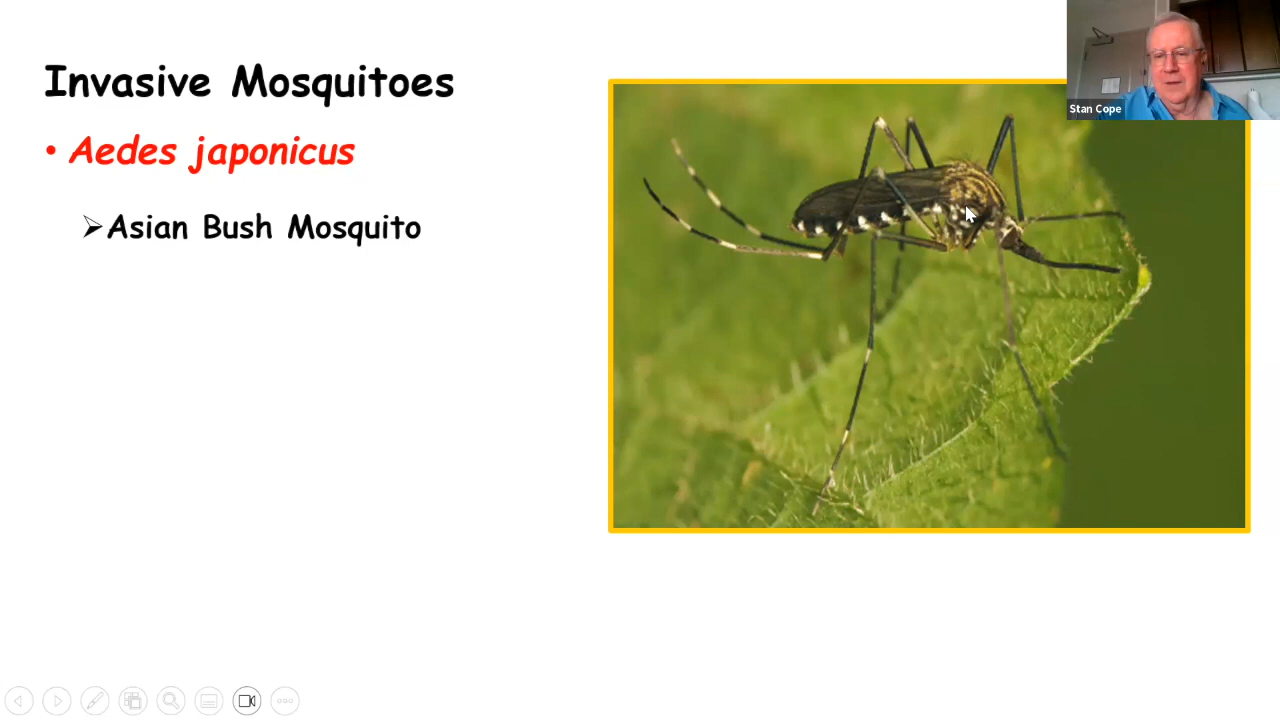 Invasive Mosquitoes
• Aedes japonicus
➢Asian Bush Mosquito
Stan Cope